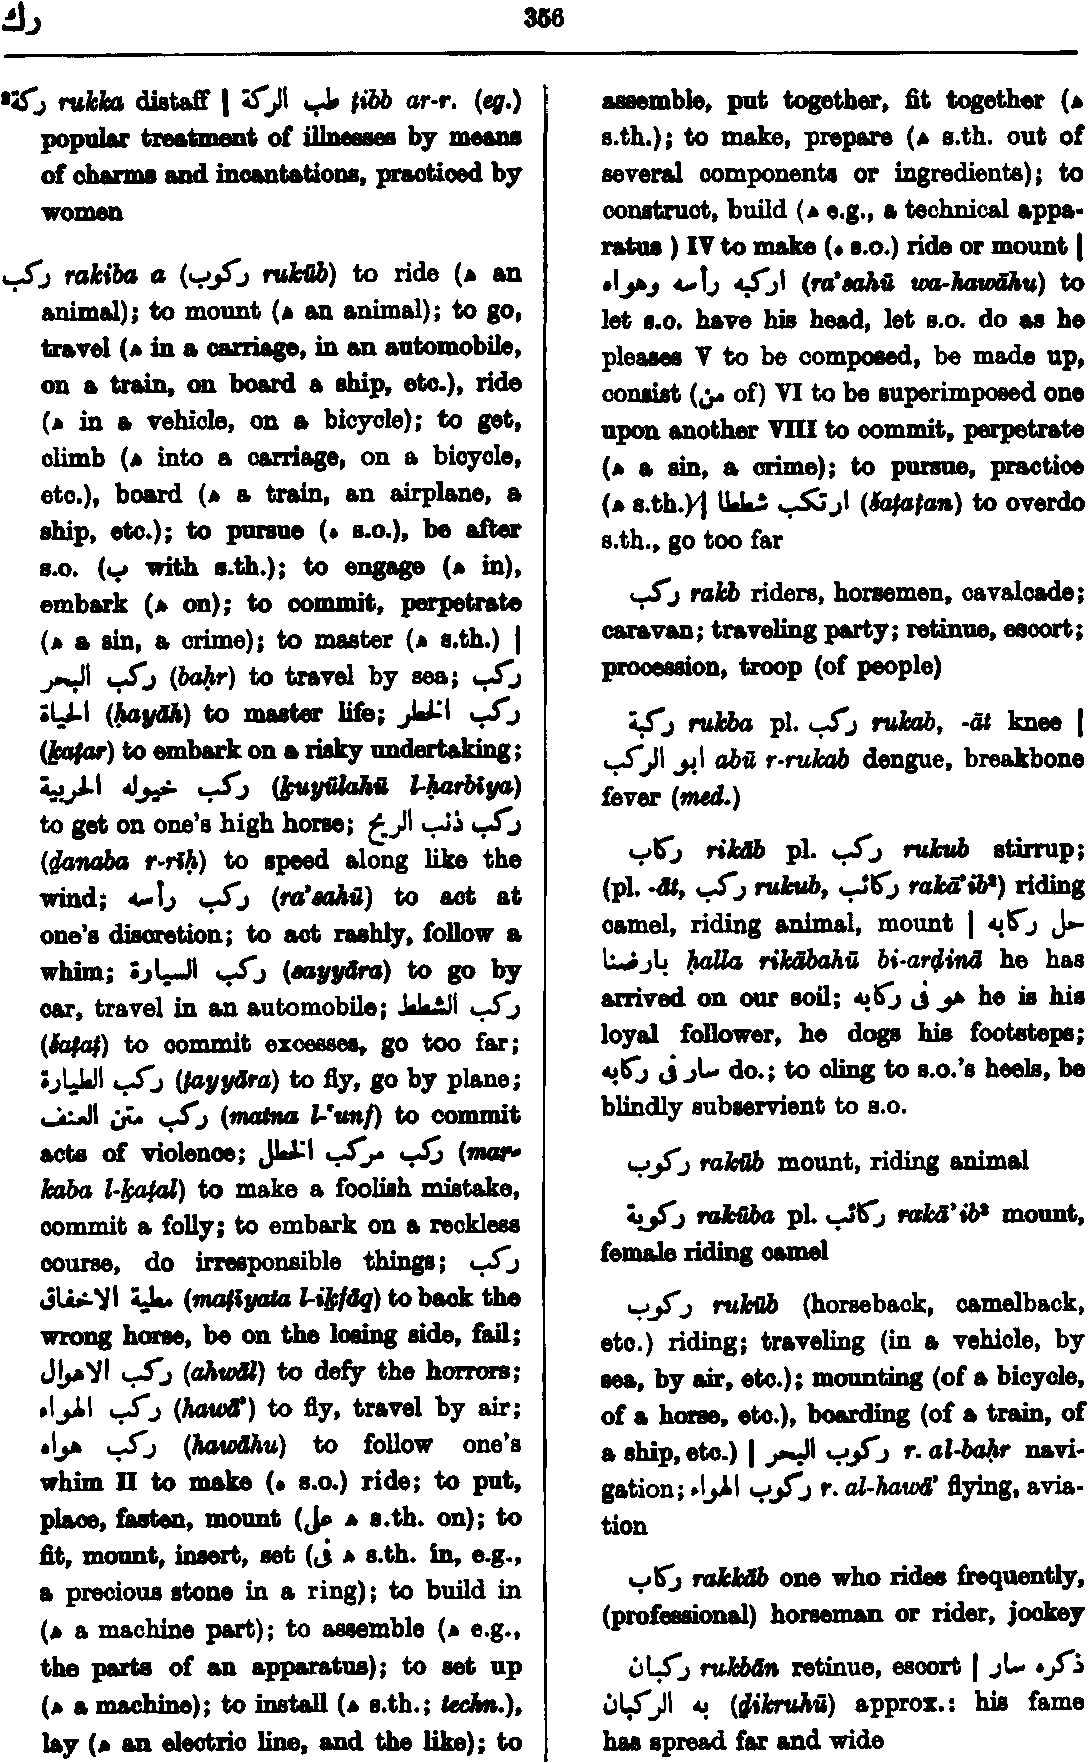 رك
356
ركة² rukka distaff | طب الركة ṭibb ar-r. (eg.)
popular treatment of illnesses by means
of charms and incantations, practiced by
women
ركب rakiba a (ركوب rukūb) to ride (ه an
animal); to mount (ه an animal); to go,
travel (ه in a carriage, in an automobile,
on a train, on board a ship, etc.), ride
(ه in a vehicle, on a bicycle); to get,
climb (ه into a carriage, on a bicycle,
etc.), board (ه a train, an airplane, a
ship, etc.); to pursue (ه s.o.), be after
s.o. (ب with s.th.); to engage (ه in),
embark (ه on); to commit, perpetrate
(ه a sin, a crime); to master (ه s.th.) |
ركب البحر (baḥr) to travel by sea; ركب
الحياة (ḥayāh) to master life; ركب الخطر
(ḵaṭar) to embark on a risky undertaking;
ركب خيوله الحربية (ḵuyūlahū l-ḥarbīya)
to get on one's high horse; ركب ذنب الريح
(ḏanaba r-rīḥ) to speed along like the
wind; ركب رأسه (ra'sahū) to act at
one's discretion; to act rashly, follow a
whim; ركب السيارة (sayyāra) to go by
car, travel in an automobile; ركب الشطط
(šaṭaṭ) to commit excesses, go too far;
ركب الطيارة (ṭayyāra) to fly, go by plane;
ركب متن العنف (matna l-'unf) to commit
acts of violence; ركب مركب الخطل (mar-
kaba l-ḵaṭal) to make a foolish mistake,
commit a folly; to embark on a reckless
course, do irresponsible things; ركب
مطية الاخفاق (maṭīyata l-iḵfāq) to back the
wrong horse, be on the losing side, fail;
ركب الاهوال (ahwāl) to defy the horrors;
ركب الهواء (hawā') to fly, travel by air;
ركب هواه (hawāhu) to follow one's
whim II to make (ه s.o.) ride; to put,
place, fasten, mount (على ه s.th. on); to
fit, mount, insert, set (فى ه s.th. in, e.g.,
a precious stone in a ring); to build in
(ه a machine part); to assemble (ه e.g.,
the parts of an apparatus); to set up
(ه a machine); to install (ه s.th.; techn.),
lay (ه an electric line, and the like); to
assemble, put together, fit together (ه
s.th.); to make, prepare (ه s.th. out of
several components or ingredients); to
construct, build (ه e.g., a technical appa-
ratus ) IV to make (ه s.o.) ride or mount |
اركبه رأسه وهواه (ra'sahū wa-hawāhu) to
let s.o. have his head, let s.o. do as he
pleases V to be composed, be made up,
consist (من of) VI to be superimposed one
upon another VIII to commit, perpetrate
(ه a sin, a crime); to pursue, practice
(ه s.th.) | ارتكب شططا (šaṭaṭan) to overdo
s.th., go too far
ركب rakb riders, horsemen, cavalcade;
caravan; traveling party; retinue, escort;
procession, troop (of people)
ركبة rukba pl. ركب rukab, -āt knee |
ابو الركب abū r-rukab dengue, breakbone
fever (med.)
ركاب rikāb pl. ركب rukub stirrup;
(pl. -āt, ركب rukub, ركائب rakā'ib²) riding
camel, riding animal, mount | حل ركابه
بارضنا ḥalla rikābahū bi-arḍinā he has
arrived on our soil; هو فى ركابه he is his
loyal follower, he dogs his footsteps;
سار فى ركابه do.; to cling to s.o.'s heels, be
blindly subservient to s.o.
ركوب rakūb mount, riding animal
ركوبة rakūba pl. ركائب rakā'ib² mount,
female riding camel
ركوب rukūb (horseback, camelback,
etc.) riding; traveling (in a vehicle, by
sea, by air, etc.); mounting (of a bicycle,
of a horse, etc.), boarding (of a train, of
a ship, etc.) | ركوب البحر r. al-baḥr navi-
gation; ركوب الهواء r. al-hawā' flying, avia-
tion
ركاب rakkāb one who rides frequently,
(professional) horseman or rider, jockey
ركبان rukbān retinue, escort | سار ذكره
به الركبان (ḏikruhū) approx.: his fame
has spread far and wide